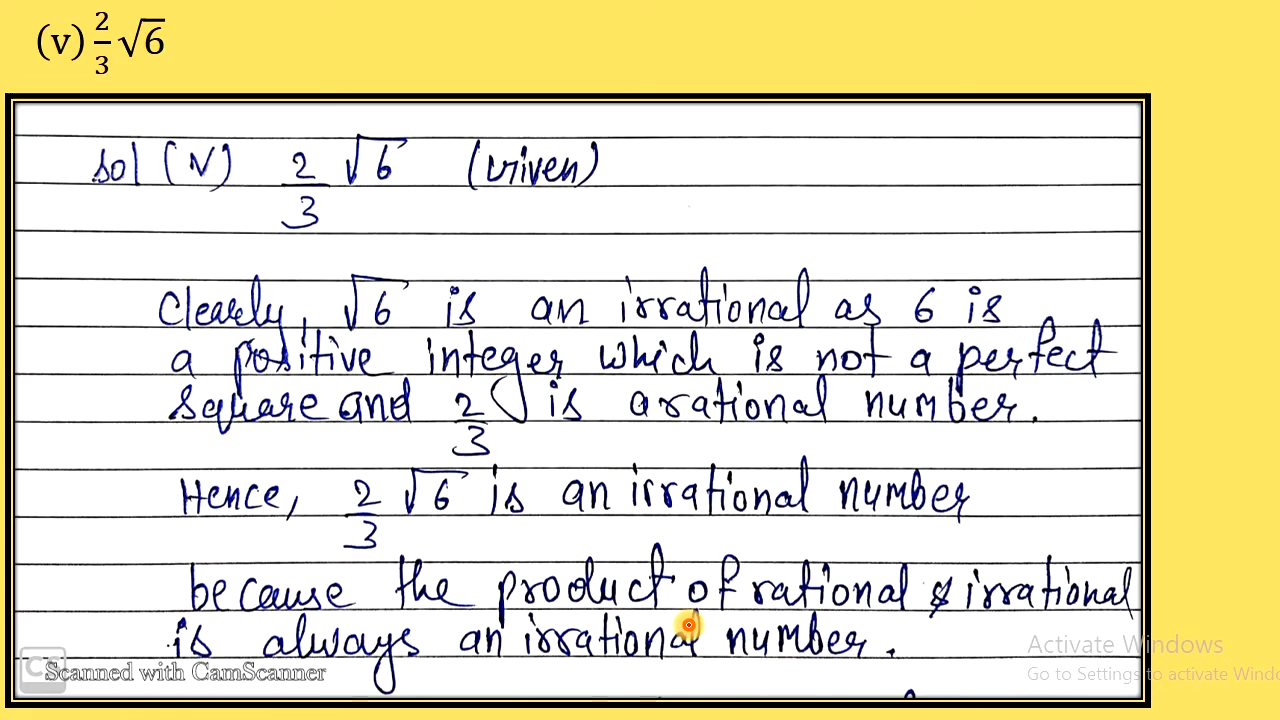 (v) 2/3 √6
sol (V) 2/3 √6 (Given)
Clearly, √6 is an irrational as 6 is
a positive integer which is not a perfect
square and 2/3 is a rational number.
Hence, 2/3 √6 is an irrational number
because the product of rational & irrational
is always an irrational number.
Activate Windows
Go to Settings to activate Windo
CS
Scanned with CamScanner